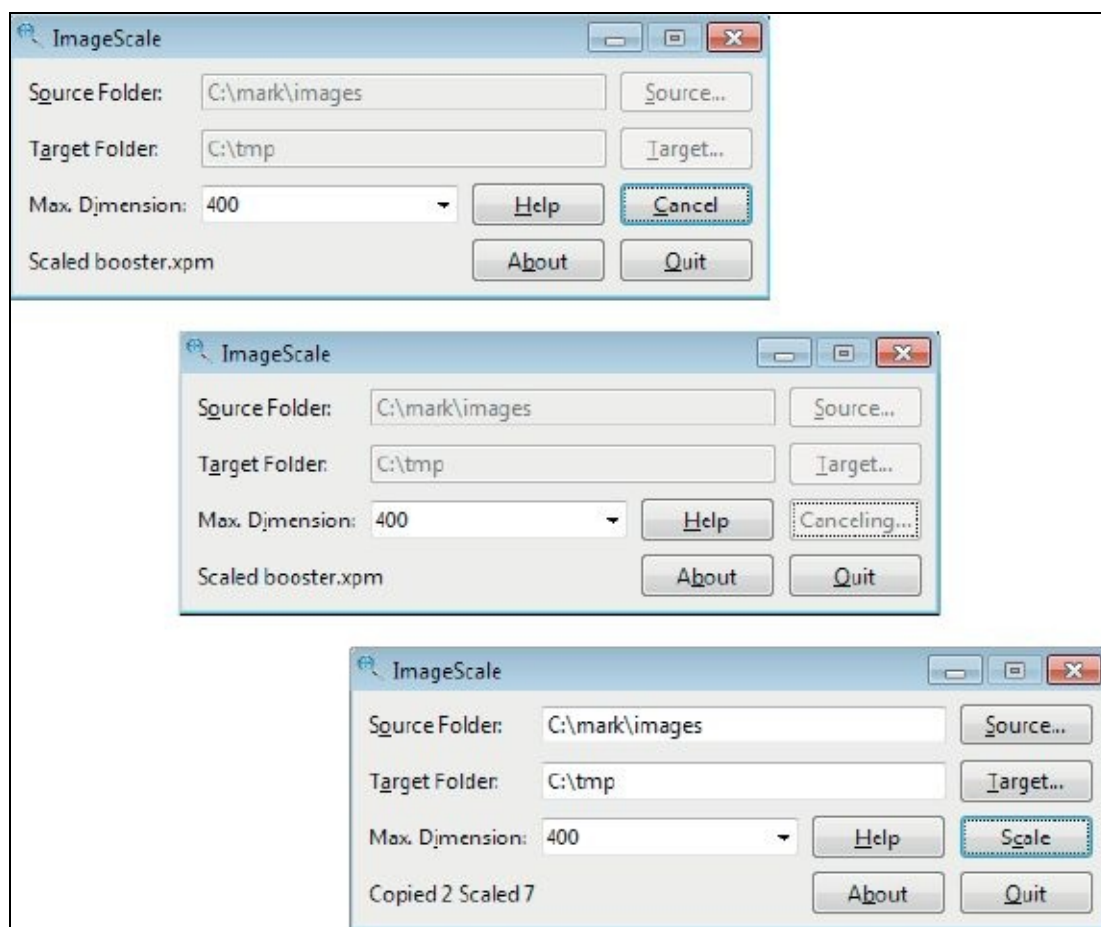 ImageScale
Source Folder: C:\mark\images Source...
Target Folder: C:\tmp Target...
Max. Dimension: 400 Help Cancel
Scaled booster.xpm About Quit
ImageScale
Source Folder: C:\mark\images Source...
Target Folder: C:\tmp Target...
Max. Dimension: 400 Help Canceling...
Scaled booster.xpm About Quit
ImageScale
Source Folder: C:\mark\images Source...
Target Folder: C:\tmp Target...
Max. Dimension: 400 Help Scale
Copied 2 Scaled 7 About Quit